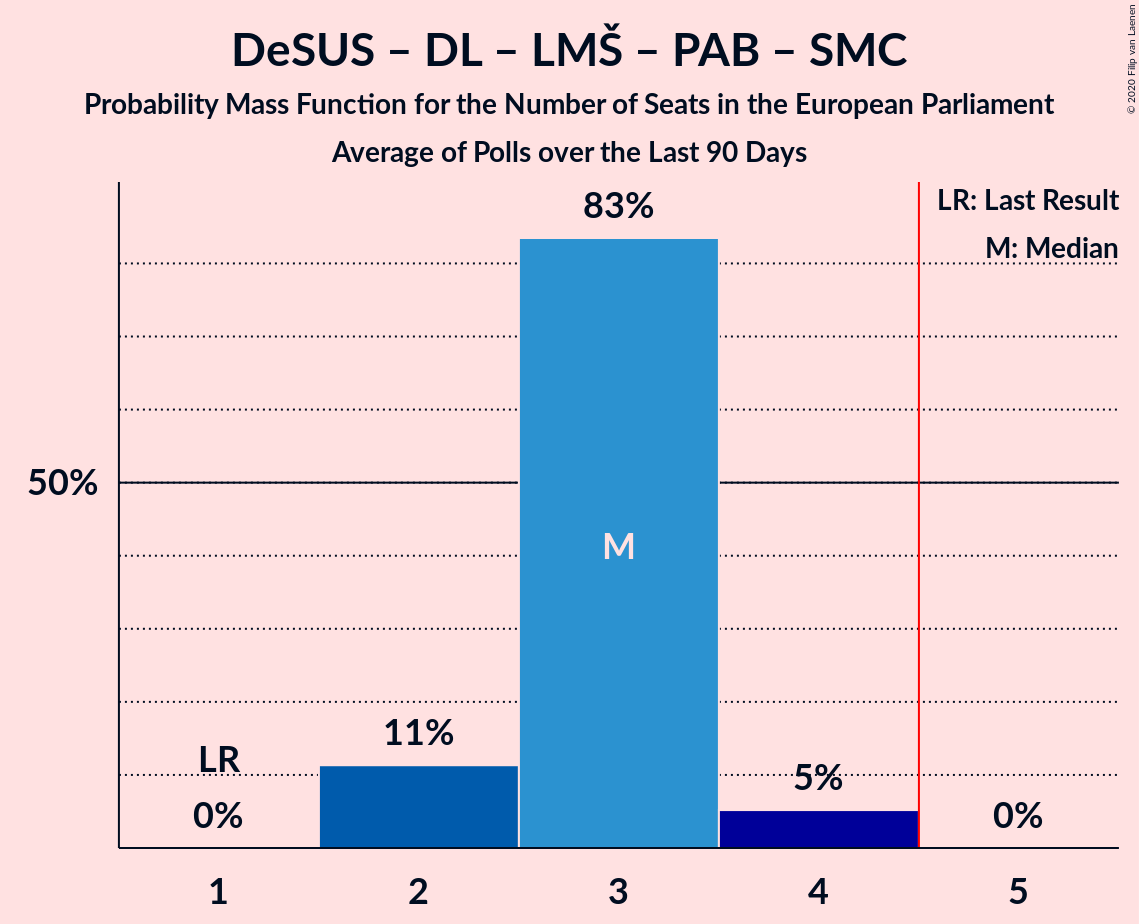 DeSUS – DL – LMŠ – PAB – SMC
Probability Mass Function for the Number of Seats in the European Parliament
Average of Polls over the Last 90 Days
© 2020 Filip van Laenen
LR: Last Result
M: Median
83%
50%
M
11%
LR
5%
0%
0%
1
2
3
4
5